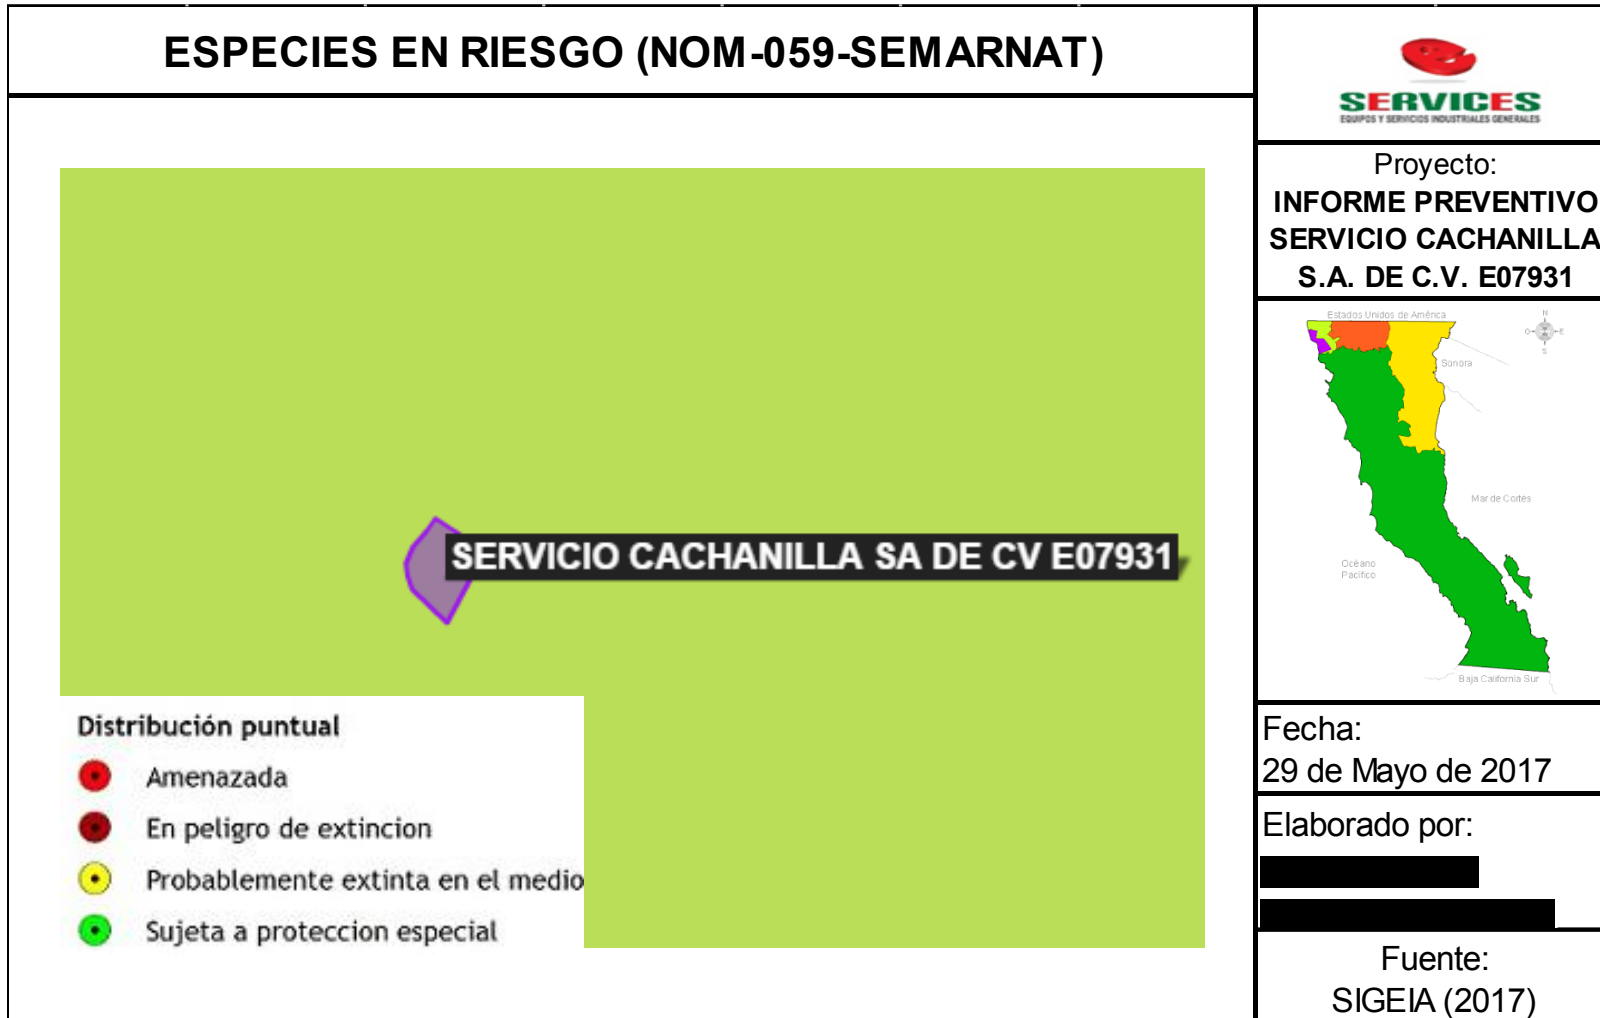 ESPECIES EN RIESGO (NOM-059-SEMARNAT)
SERVICES
EQUIPOS Y SERVICIOS INDUSTRIALES GENERALES
Proyecto:
INFORME PREVENTIVO
SERVICIO CACHANILLA
S.A. DE C.V. E07931
SERVICIO CACHANILLA SA DE CV E07931
Distribución puntual
Amenazada
En peligro de extincion
Probablemente extinta en el medio
Sujeta a proteccion especial
Estados Unidos de América
N
O
E
S
Sonora
Mar de Cortés
Océano
Pacífico
Baja California Sur
Fecha:
29 de Mayo de 2017
Elaborado por:
Fuente:
SIGEIA (2017)